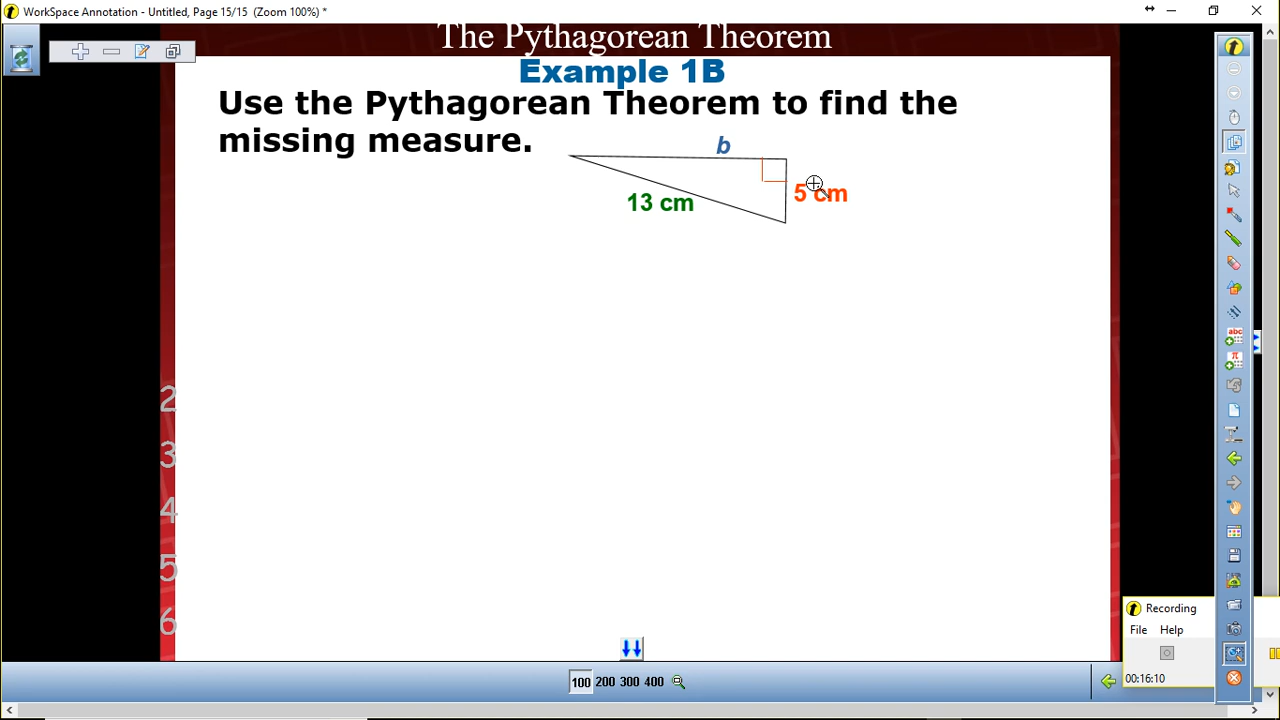 WorkSpace Annotation - Untitled, Page 15/15 (Zoom 100%) *
The Pythagorean Theorem
Example 1B
Use the Pythagorean Theorem to find the
missing measure.
b
5 cm
13 cm
abc
π
2
3
4
5
6
Recording
File Help
00:16:10
100 200 300 400